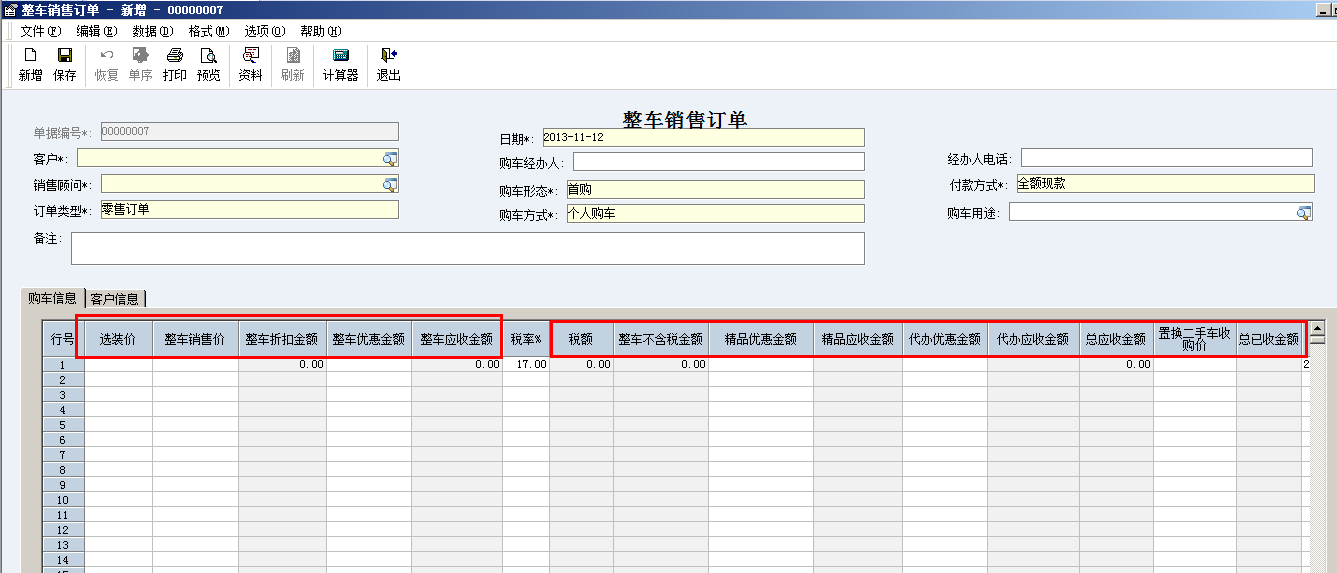 整车销售订单 - 新增 - 00000007
文件(F) 编辑(E) 数据(D) 格式(M) 选项(O) 帮助(H)
新增 保存 恢复 单序 打印 预览 资料 刷新 计算器 退出
整车销售订单
单据编号*: 00000007
日期*: 2013-11-12
客户*:
购车经办人:
经办人电话:
销售顾问*:
购车形态*: 首购
付款方式*: 全额现款
订单类型*: 零售订单
购车方式*: 个人购车
购车用途:
备注:
购车信息 客户信息
行号 选装价 整车销售价 整车折扣金额 整车优惠金额 整车应收金额 税率% 税额 整车不含税金额 精品优惠金额 精品应收金额 代办优惠金额 代办应收金额 总应收金额 置换二手车收购价 总已收金额
1 0.00 0.00 17.00 0.00 0.00 0.00 2
2
3
4
5
6
7
8
9
10
11
12
13
14